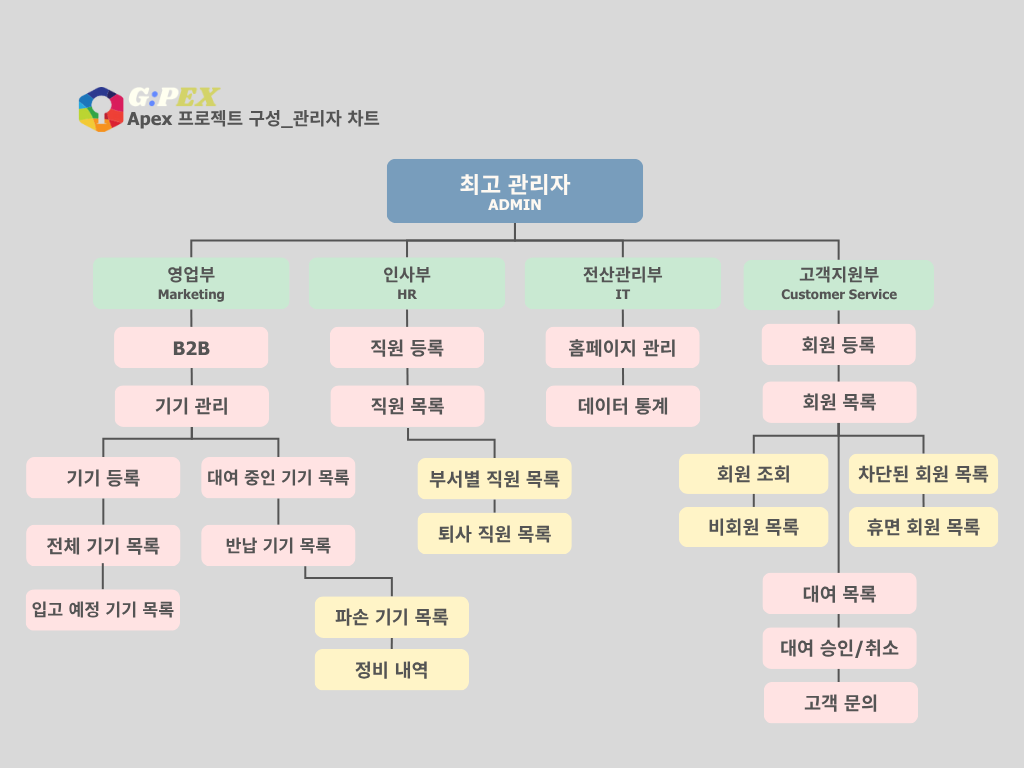 G:PEX
Apex 프로젝트 구성_관리자 차트
최고 관리자
ADMIN
영업부
Marketing
인사부
HR
전산관리부
IT
고객지원부
Customer Service
B2B
직원 등록
홈페이지 관리
회원 등록
기기 관리
직원 목록
데이터 통계
회원 목록
기기 등록
대여 중인 기기 목록
부서별 직원 목록
회원 조회
차단된 회원 목록
전체 기기 목록
반납 기기 목록
퇴사 직원 목록
비회원 목록
휴면 회원 목록
입고 예정 기기 목록
파손 기기 목록
정비 내역
대여 목록
대여 승인/취소
고객 문의